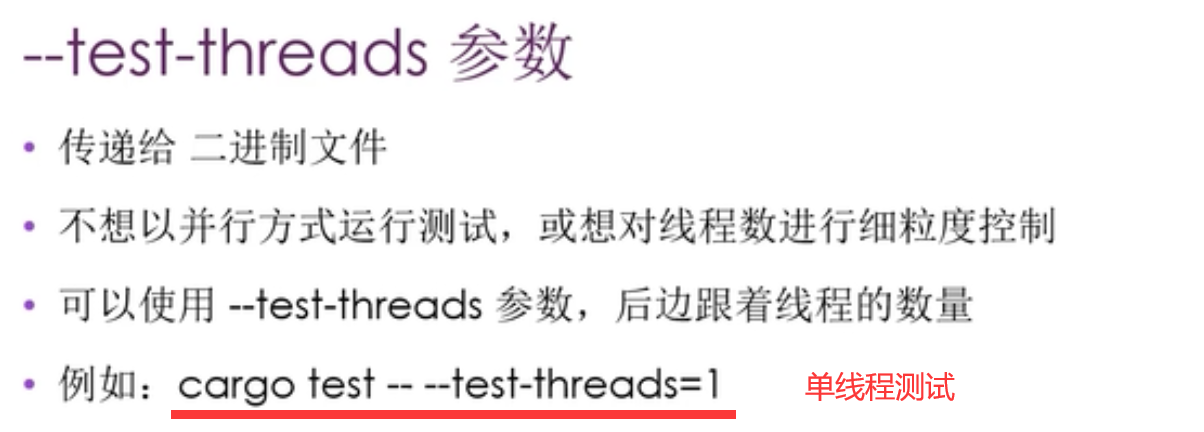 --test-threads 参数
• 传递给 二进制文件
• 不想以并行方式运行测试，或想对线程数进行细粒度控制
• 可以使用 --test-threads 参数，后边跟着线程的数量
• 例如：cargo test -- --test-threads=1 单线程测试